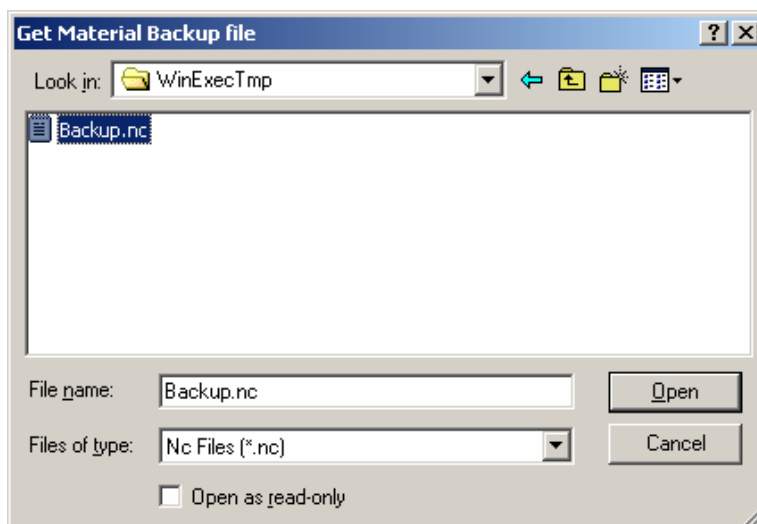 Get Material Backup file
Look in: WinExecTmp
Backup.nc
File name: Backup.nc Open
Files of type: Nc Files (*.nc) Cancel
Open as read-only